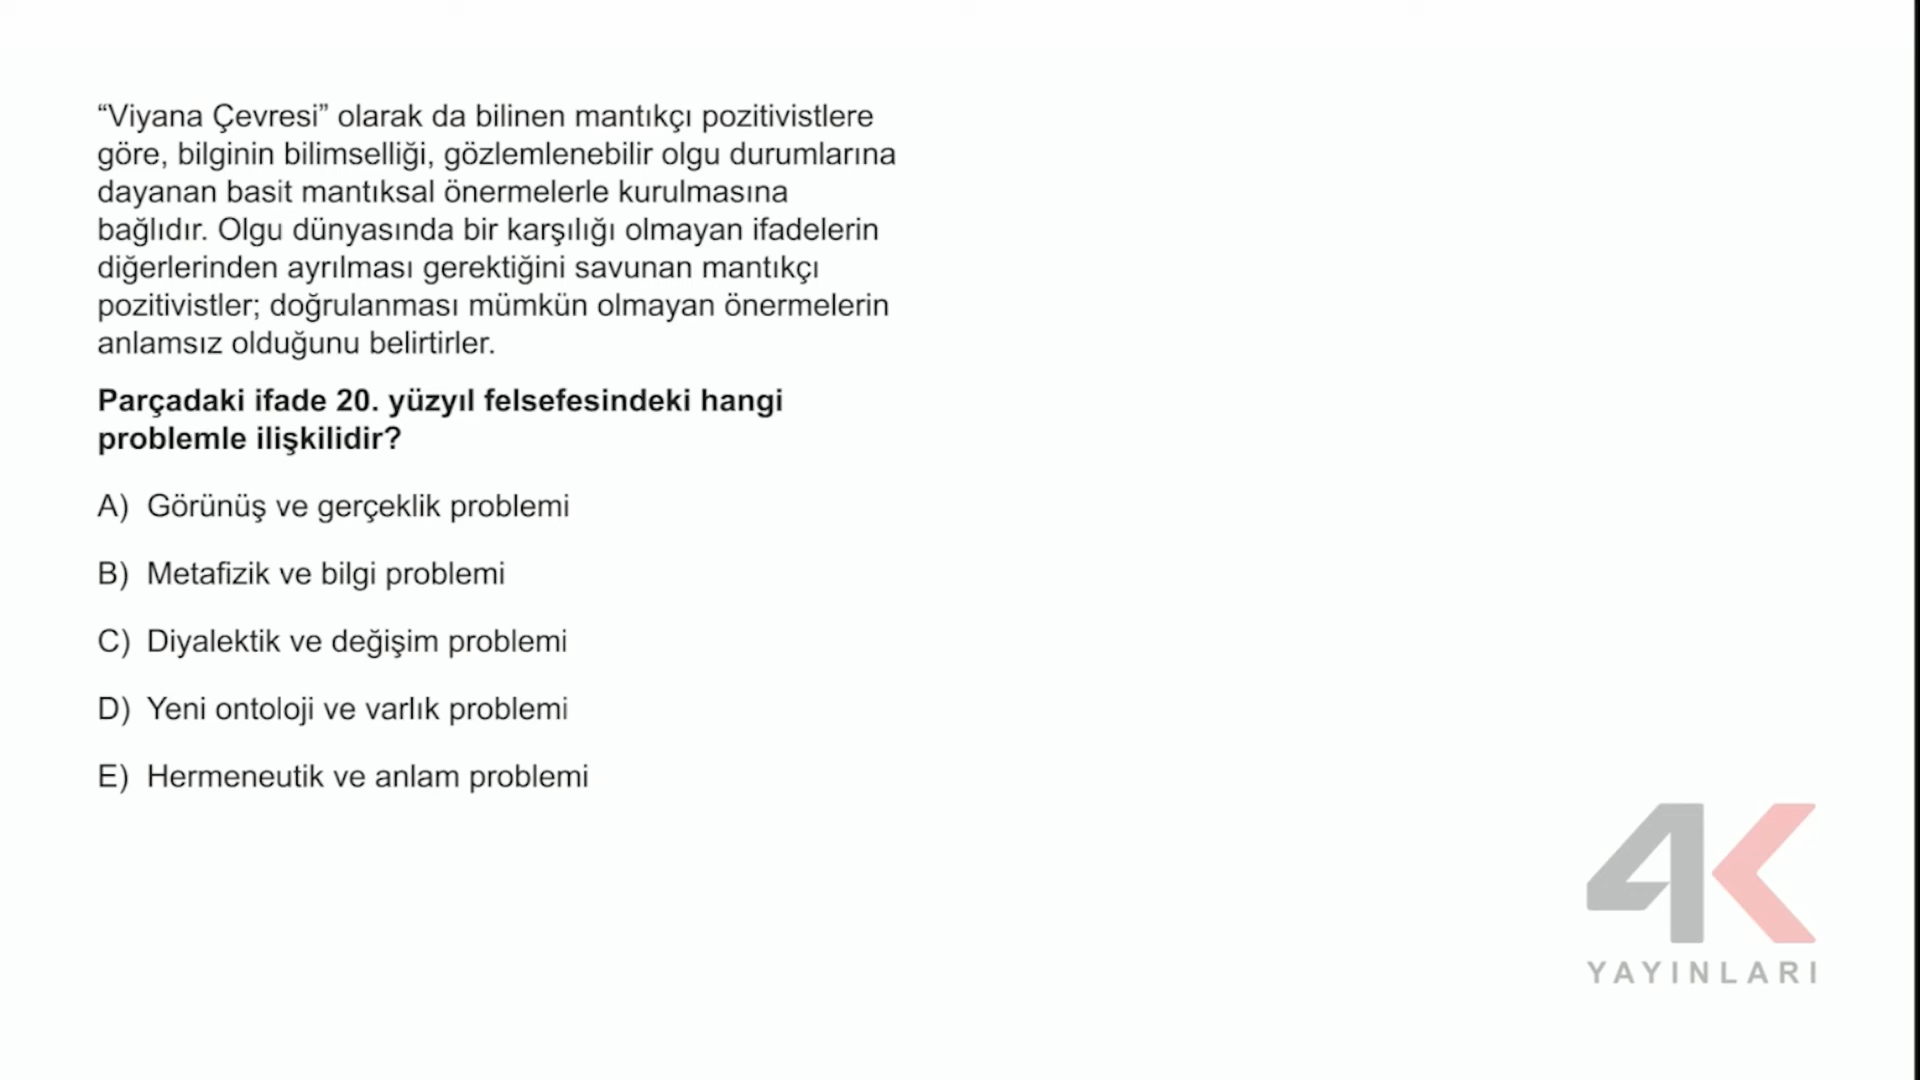 “Viyana Çevresi” olarak da bilinen mantıkçı pozitivistlere
göre, bilginin bilimselliği, gözlemlenebilir olgu durumlarına
dayanan basit mantıksal önermelerle kurulmasına
bağlıdır. Olgu dünyasında bir karşılığı olmayan ifadelerin
diğerlerinden ayrılması gerektiğini savunan mantıkçı
pozitivistler; doğrulanması mümkün olmayan önermelerin
anlamsız olduğunu belirtirler.
Parçadaki ifade 20. yüzyıl felsefesindeki hangi
problemle ilişkilidir?
A) Görünüş ve gerçeklik problemi
B) Metafizik ve bilgi problemi
C) Diyalektik ve değişim problemi
D) Yeni ontoloji ve varlık problemi
E) Hermeneutik ve anlam problemi
4K
YAYINLARI